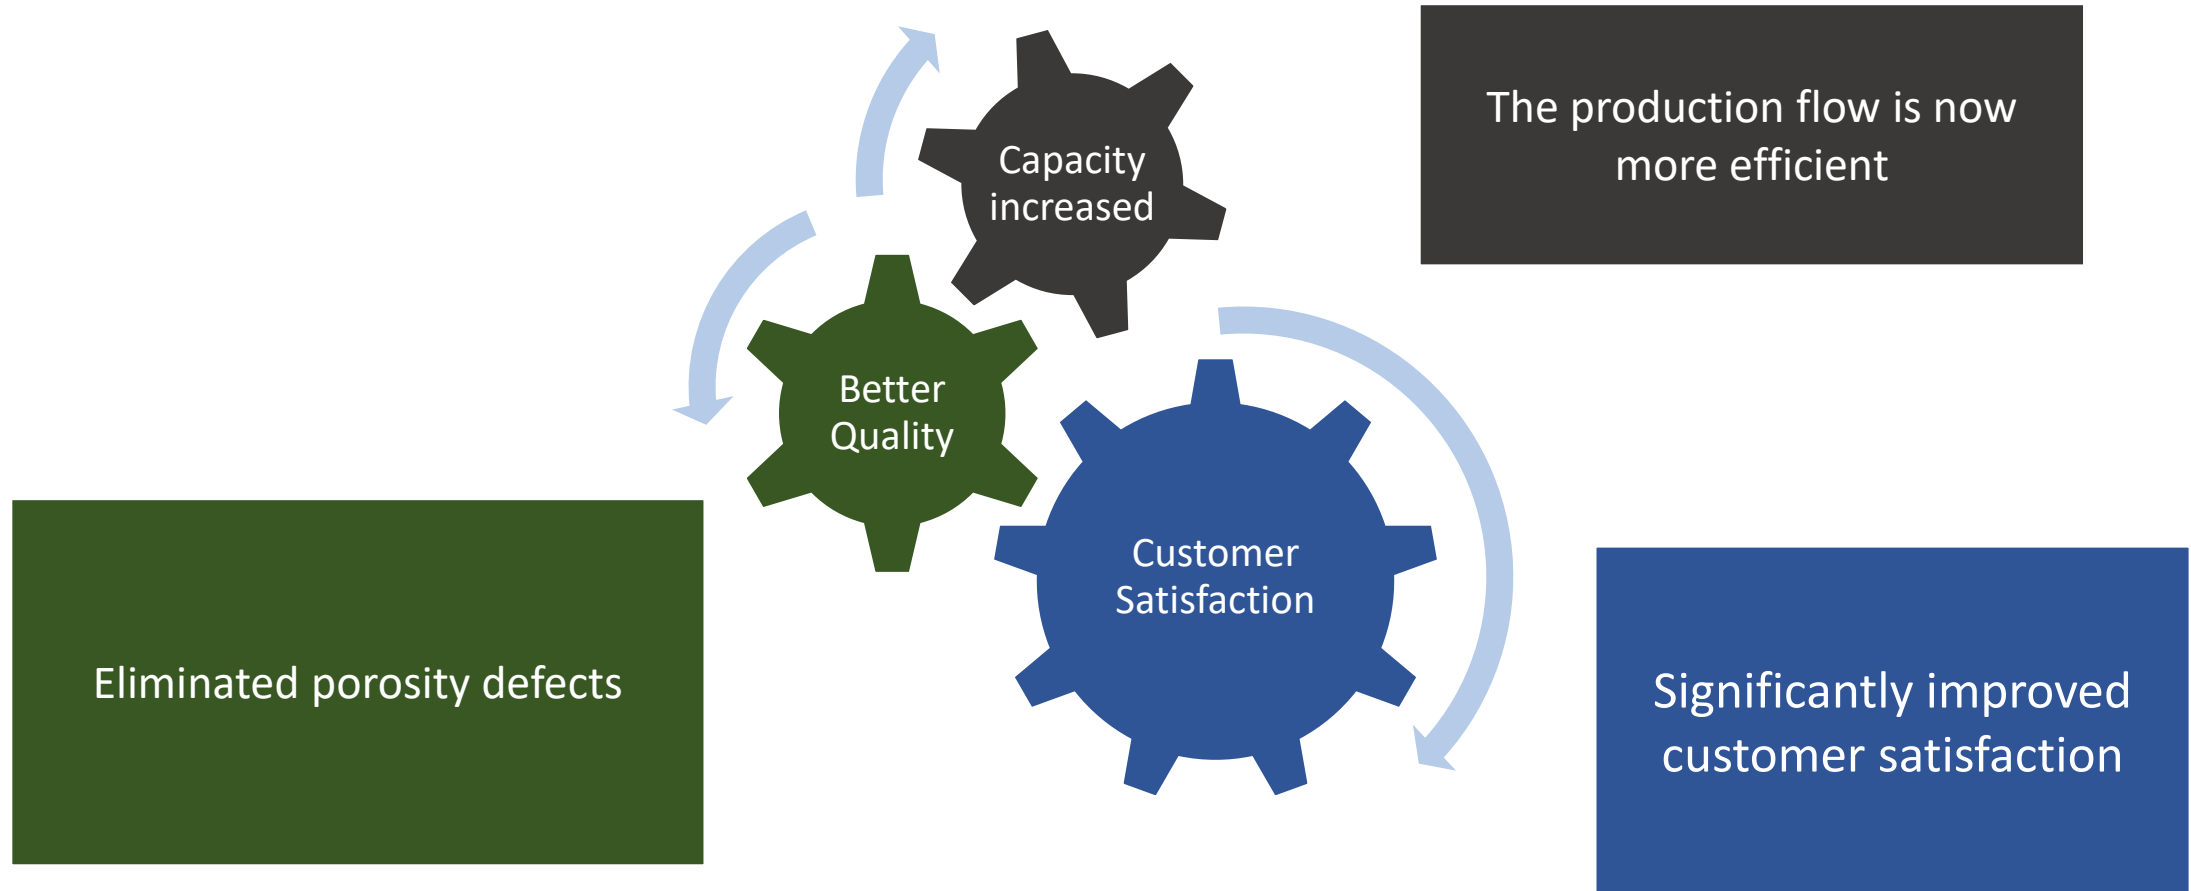 The production flow is now
more efficient
Capacity
increased
Better
Quality
Customer
Satisfaction
Eliminated porosity defects
Significantly improved
customer satisfaction